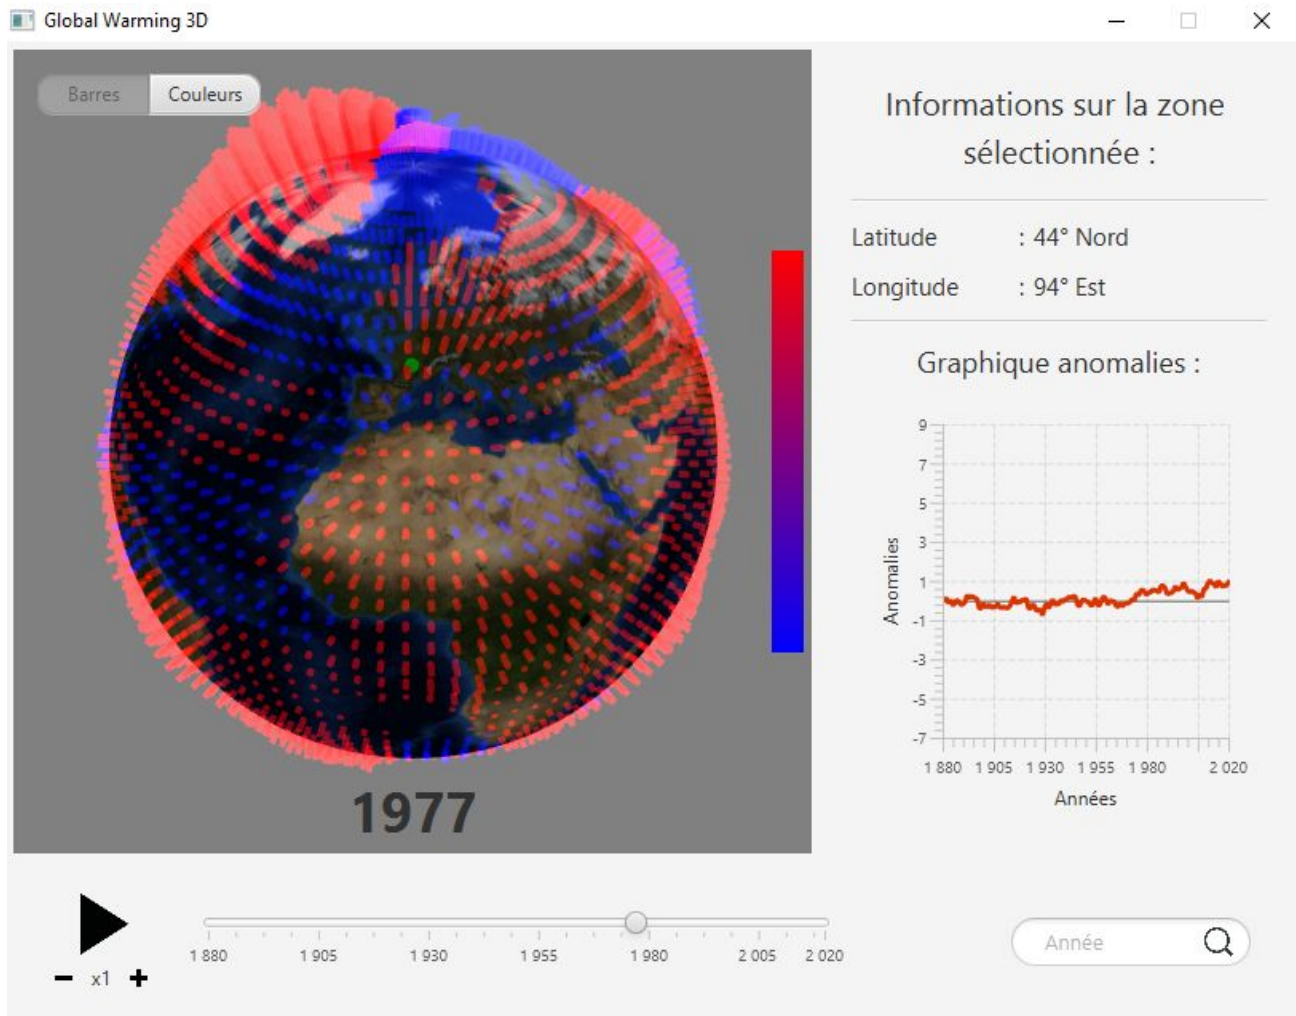 Global Warming 3D
Barres Couleurs
1977
Informations sur la zone
sélectionnée :
Latitude : 44° Nord
Longitude : 94° Est
Graphique anomalies :
9
7
5
3
1
-1
-3
-5
-7
Anomalies
1 880 1 905 1 930 1 955 1 980 2 020
Années
1 880 1 905 1 930 1 955 1 980 2 005 2 020
x1
Année